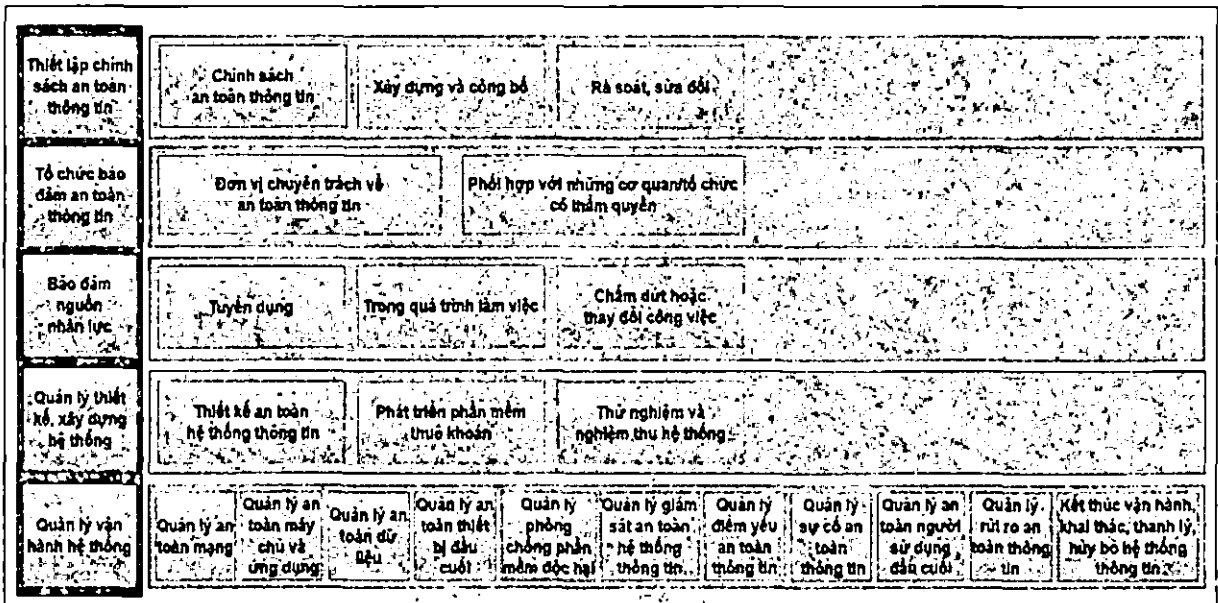 Thiết lập chính
sách an toàn
thông tin
Chính sách
an toàn thông tin
Xây dựng và công bố
Rà soát, sửa đổi
Tổ chức bảo
đảm an toàn
thông tin
Đơn vị chuyên trách về
an toàn thông tin
Phối hợp với những cơ quan/tổ chức
có thẩm quyền
Bảo đảm
nguồn
nhân lực
Tuyển dụng
Trong quá trình làm việc
Chấm dứt hoặc
thay đổi công việc
Quản lý thiết
kế, xây dựng
hệ thống
Thiết kế an toàn
hệ thống thông tin
Phát triển phần mềm
thuê khoán
Thử nghiệm và
nghiệm thu hệ thống
Quản lý vận
hành hệ thống
Quản lý an
toàn mạng
Quản lý an
toàn máy
chủ và
ứng dụng
Quản lý an
toàn dữ
liệu
Quản lý an
toàn thiết
bị đầu
cuối
Quản lý
phòng
chống phần
mềm độc hại
Quản lý giám
sát an toàn
hệ thống
thông tin
Quản lý
điểm yếu
an toàn
thông tin
Quản lý
sự cố an
toàn
thông tin
Quản lý an
toàn người
sử dụng
đầu cuối
Quản lý
rủi ro an
toàn thông
tin
Kết thúc vận hành,
khai thác, thanh lý,
hủy bỏ hệ thống
thông tin